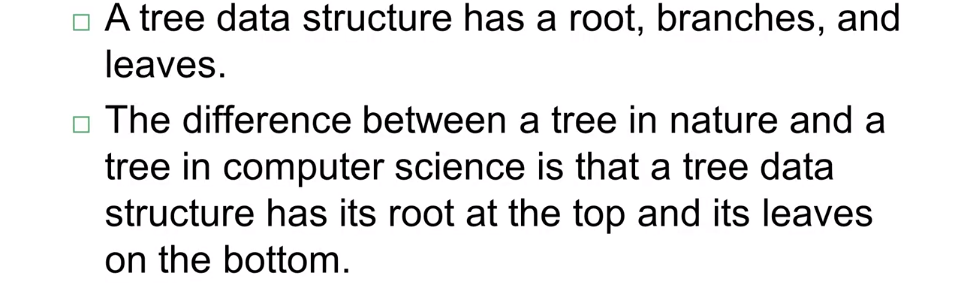 A tree data structure has a root, branches, and
leaves.
The difference between a tree in nature and a
tree in computer science is that a tree data
structure has its root at the top and its leaves
on the bottom.